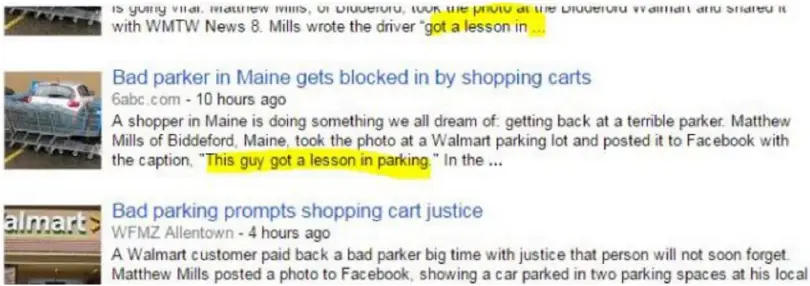 is going viral. Matthew Mills, of Biddeford, took the photo at the Biddeford Walmart and shared it
with WMTW News 8. Mills wrote the driver "got a lesson in ...
Bad parker in Maine gets blocked in by shopping carts
6abc.com - 10 hours ago
A shopper in Maine is doing something we all dream of: getting back at a terrible parker. Matthew
Mills of Biddeford, Maine, took the photo at a Walmart parking lot and posted it to Facebook with
the caption, "This guy got a lesson in parking." In the ...
almart
Bad parking prompts shopping cart justice
WFMZ Allentown - 4 hours ago
A Walmart customer paid back a bad parker big time with justice that person will not soon forget.
Matthew Mills posted a photo to Facebook, showing a car parked in two parking spaces at his local